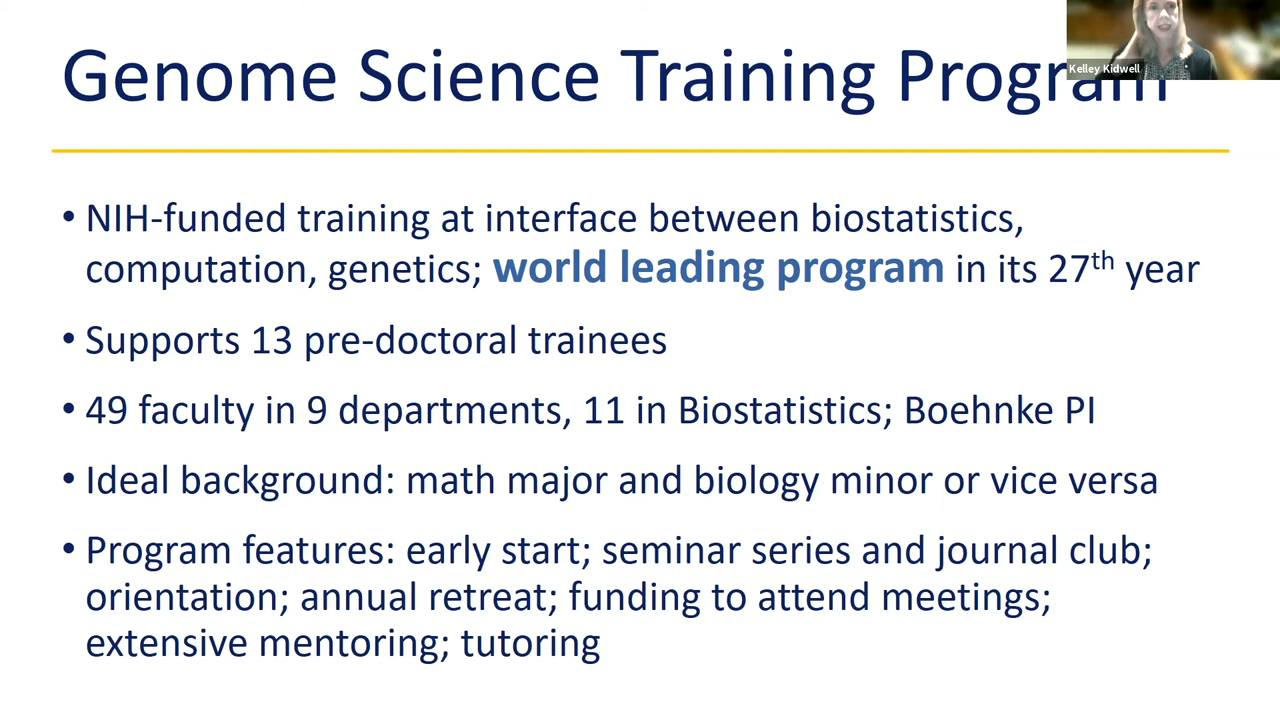 Genome Science Training Program
Kelley Kidwell
• NIH-funded training at interface between biostatistics,
computation, genetics; world leading program in its 27th year
• Supports 13 pre-doctoral trainees
• 49 faculty in 9 departments, 11 in Biostatistics; Boehnke PI
• Ideal background: math major and biology minor or vice versa
• Program features: early start; seminar series and journal club;
orientation; annual retreat; funding to attend meetings;
extensive mentoring; tutoring